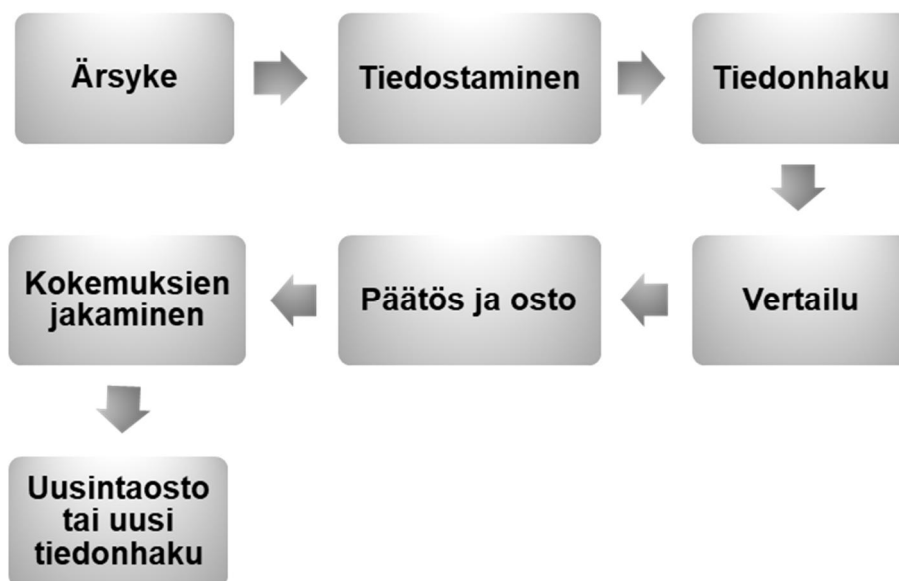 Ärsyke
Tiedostaminen
Tiedonhaku
Vertailu
Päätös ja osto
Kokemuksien
jakaminen
Uusintaosto
tai uusi
tiedonhaku